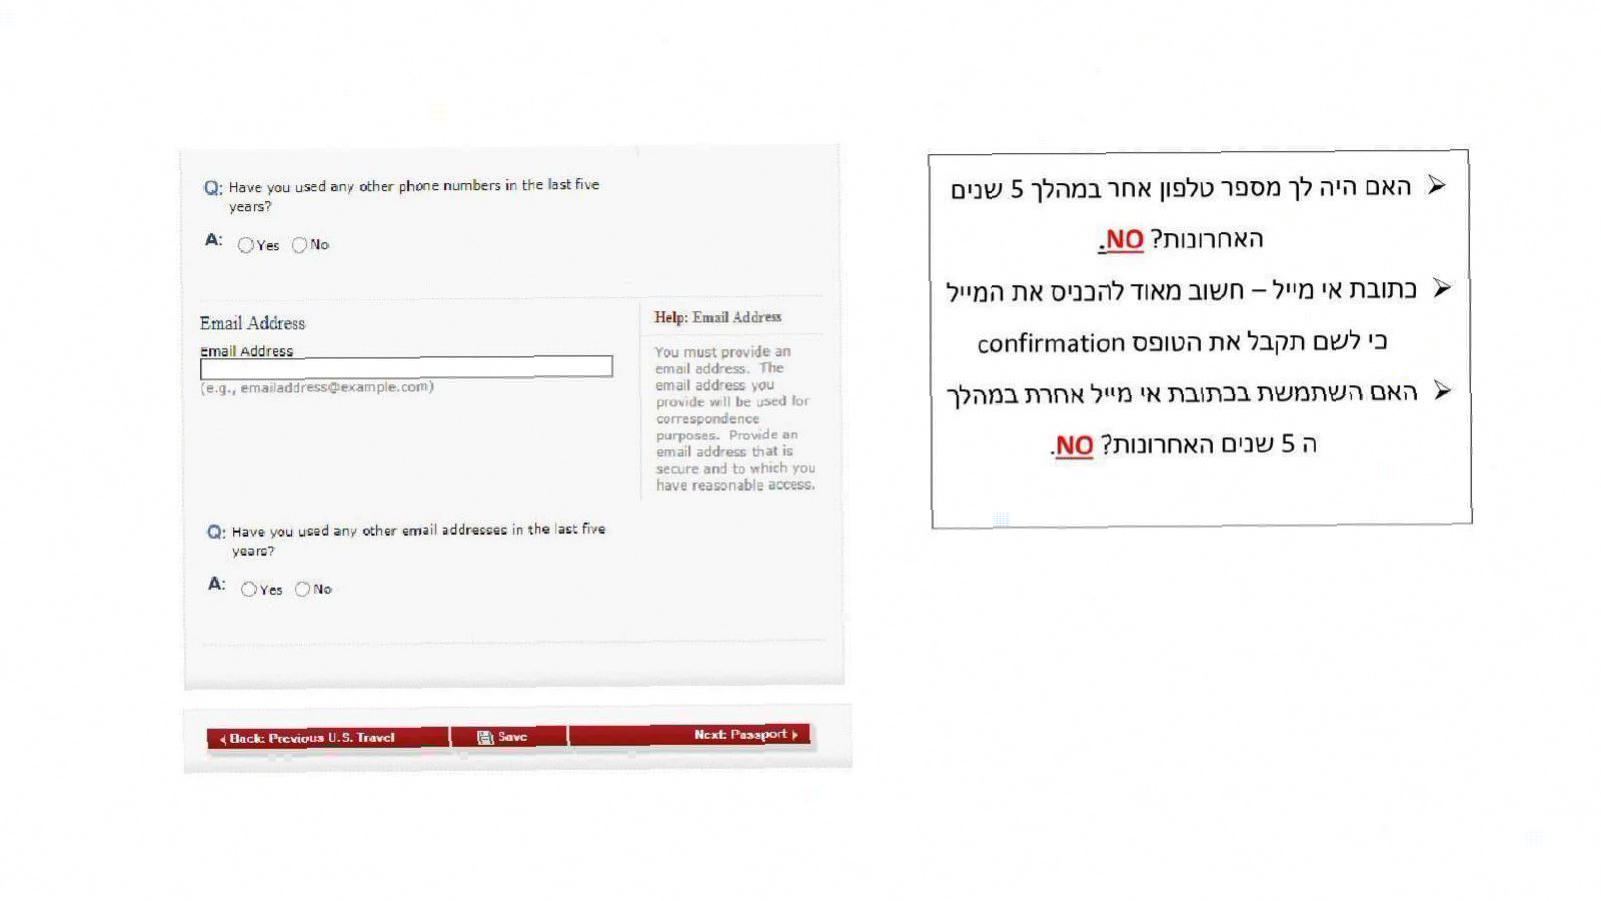 Q: Have you used any other phone numbers in the last five
years?
A: Yes No
Email Address
Email Address
(e.g., emailaddress@example.com)
Help: Email Address
You must provide an
email address. The
email address you
provide will be used for
correspondence
purposes. Provide an
email address that is
secure and to which you
have reasonable access.
Q: Have you used any other email addresses in the last five
years?
A: Yes No
Back: Previous U.S. Travel
Save
Next: Passport
האם היה לך מספר טלפון אחר במהלך 5 שנים
האחרונות? NO.
כתובת אי מייל – חשוב מאוד להכניס את המייל
כי לשם תקבל את הטופס confirmation
האם השתמשת בכתובת אי מייל אחרת במהלך
ה 5 שנים האחרונות? NO.